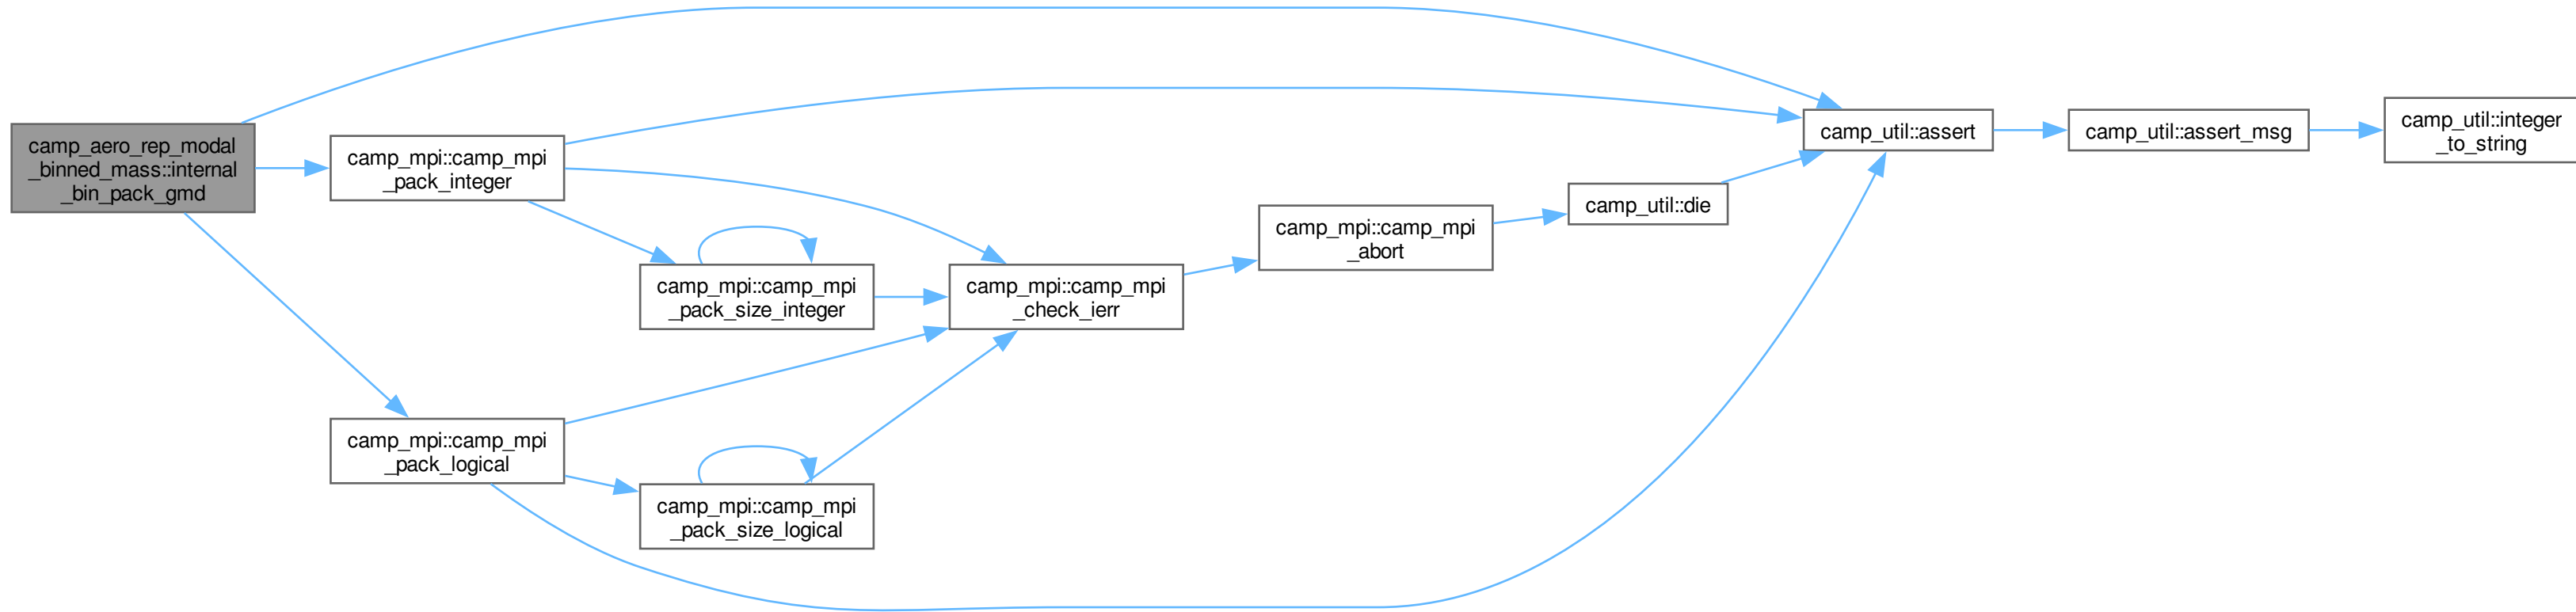 camp_aero_rep_modal
_binned_mass::internal
_bin_pack_gmd
camp_mpi::camp_mpi
_pack_integer
camp_mpi::camp_mpi
_pack_size_integer
camp_mpi::camp_mpi
_check_ierr
camp_mpi::camp_mpi
_abort
camp_util::die
camp_util::assert
camp_util::assert_msg
camp_util::integer
_to_string
camp_mpi::camp_mpi
_pack_logical
camp_mpi::camp_mpi
_pack_size_logical